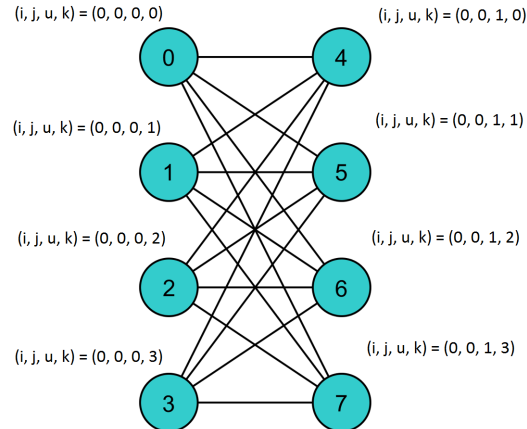 (i, j, u, k) = (0, 0, 0, 0)
(i, j, u, k) = (0, 0, 1, 0)
0
4
(i, j, u, k) = (0, 0, 0, 1)
(i, j, u, k) = (0, 0, 1, 1)
1
5
(i, j, u, k) = (0, 0, 0, 2)
(i, j, u, k) = (0, 0, 1, 2)
2
6
(i, j, u, k) = (0, 0, 0, 3)
(i, j, u, k) = (0, 0, 1, 3)
3
7